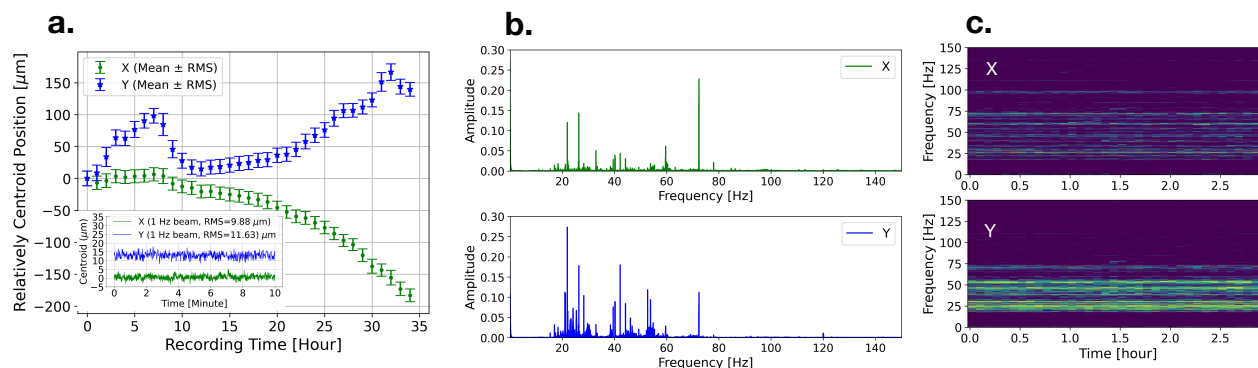 a.
Relatively Centroid Position [μm]
150
100
50
0
−50
−100
−150
−200
X (Mean ± RMS)
Y (Mean ± RMS)
Centroid (μm)
35
30
25
20
15
10
5
0
−5
X (1 Hz beam, RMS=9.88 μm)
Y (1 Hz beam, RMS=11.63) μm
0 2 4 6 8 10
Time [Minute]
0 5 10 15 20 25 30 35
Recording Time [Hour]
b.
Amplitude
0.30
0.25
0.20
0.15
0.10
0.05
0.00
X
20 40 60 80 100 120 140
Frequency [Hz]
Amplitude
0.30
0.25
0.20
0.15
0.10
0.05
0.00
Y
20 40 60 80 100 120 140
Frequency [Hz]
c.
Frequency [Hz]
150
125
100
75
50
25
0
X
0.0 0.5 1.0 1.5 2.0 2.5
Frequency [Hz]
150
125
100
75
50
25
0
Y
0.0 0.5 1.0 1.5 2.0 2.5
Time [hour]